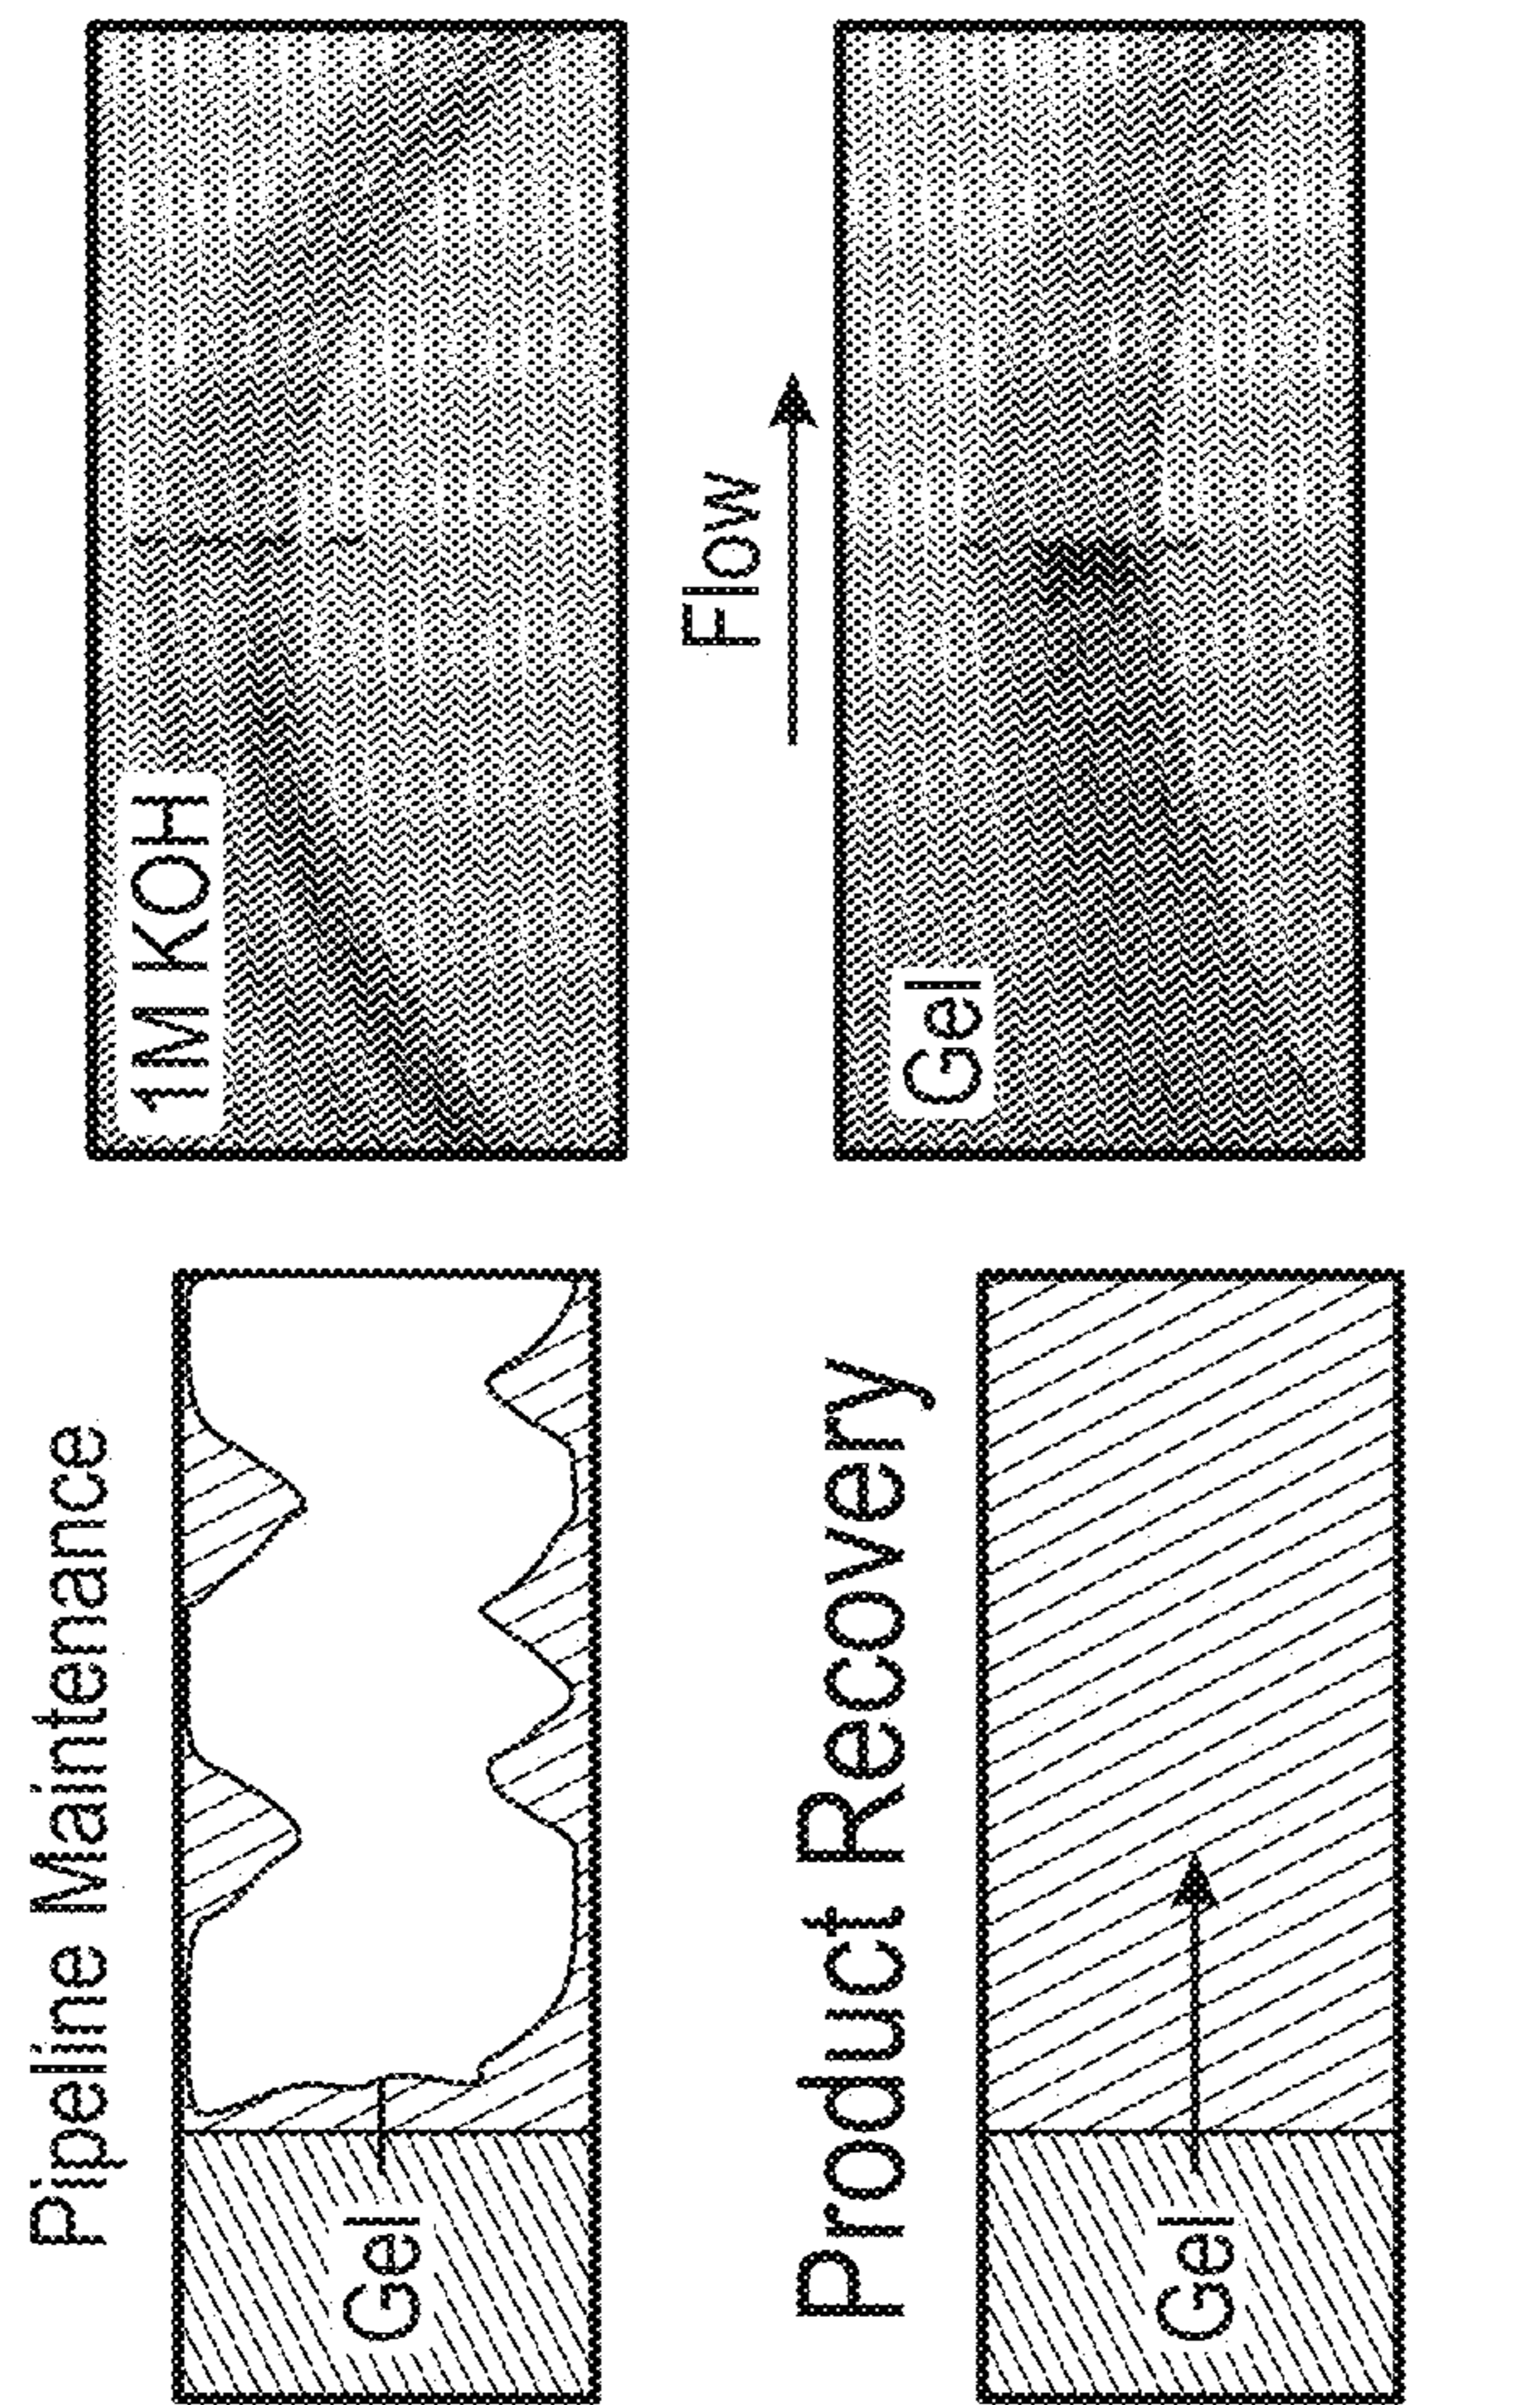 Pipeline Maintenance
Gel
Product Recovery
Gel
1M KOH
Flow
Gel